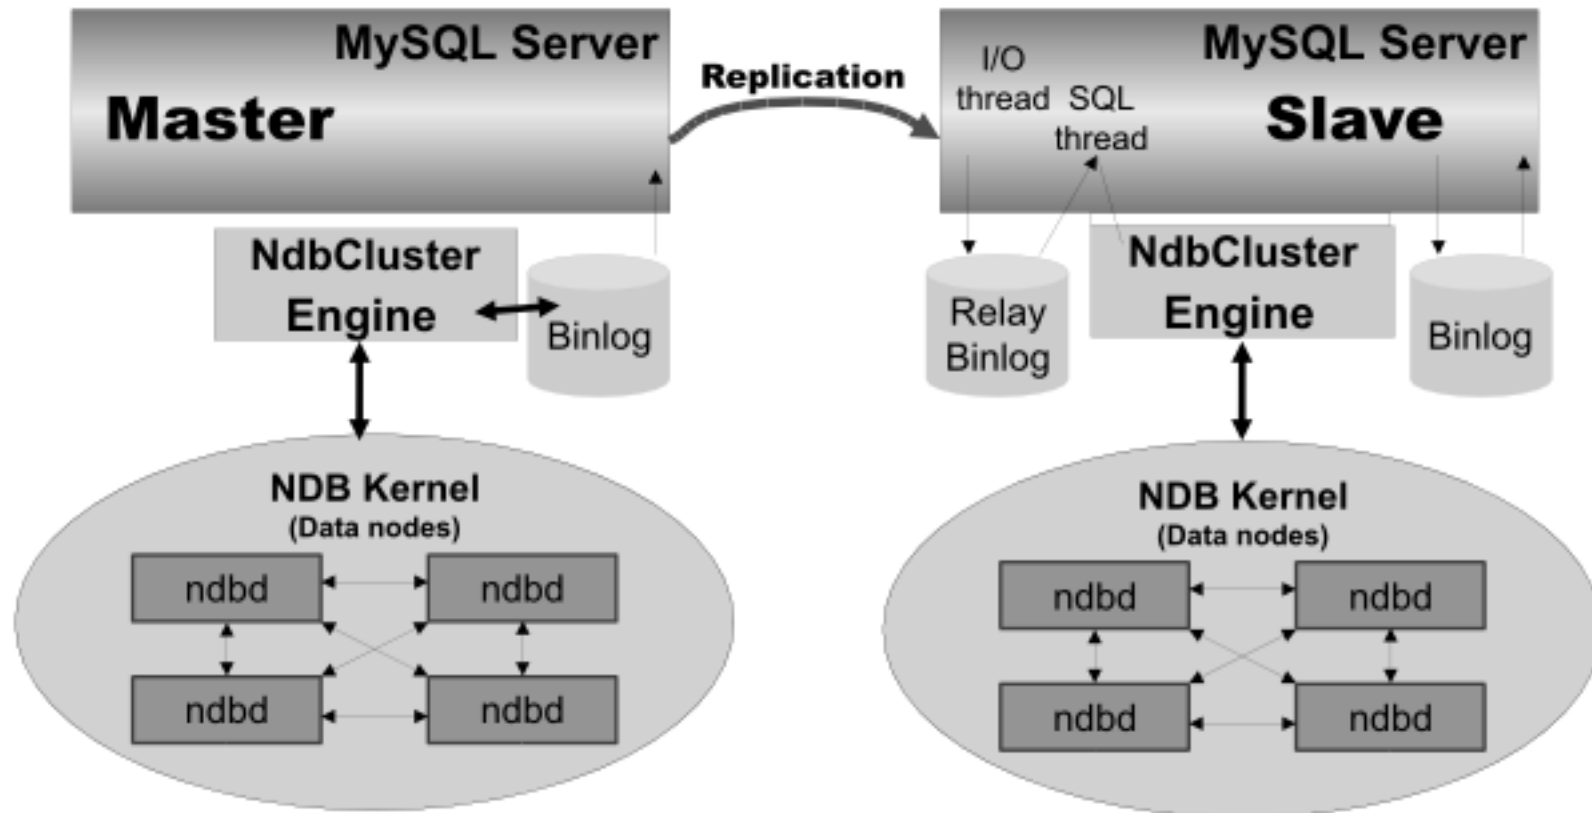 MySQL Server
Master
Replication
MySQL Server
Slave
I/O
thread
SQL
thread
NdbCluster
Engine
Binlog
Relay
Binlog
NdbCluster
Engine
Binlog
NDB Kernel
(Data nodes)
ndbd
ndbd
ndbd
ndbd
NDB Kernel
(Data nodes)
ndbd
ndbd
ndbd
ndbd